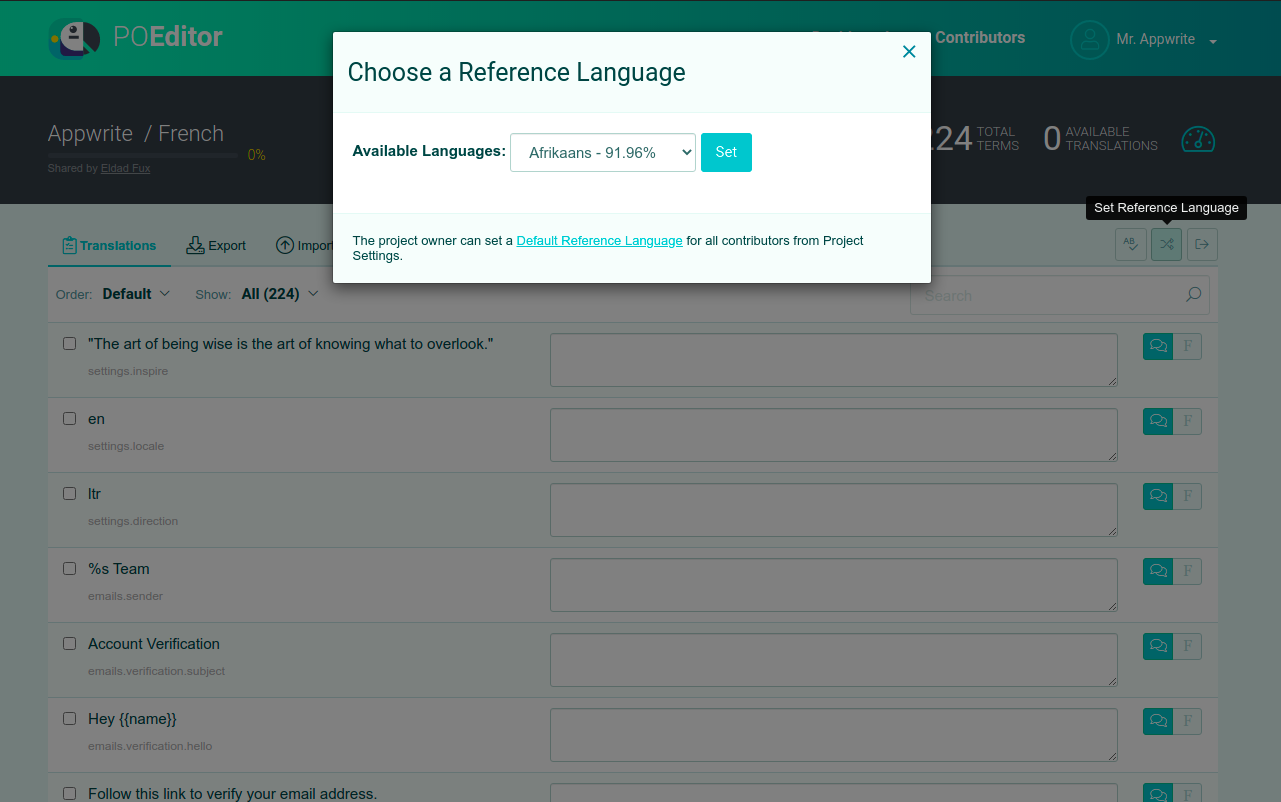 POEditor
Contributors
Mr. Appwrite
Choose a Reference Language
Appwrite / French
0%
Shared by Eldad Fux
224 TOTAL TERMS
0 AVAILABLE TRANSLATIONS
Available Languages: Afrikaans - 91.96% Set
Set Reference Language
The project owner can set a Default Reference Language for all contributors from Project
Settings.
Translations
Export
Import
AB
Order: Default
Show: All (224)
Search
"The art of being wise is the art of knowing what to overlook."
settings.inspire
F
en
settings.locale
F
ltr
settings.direction
F
%s Team
emails.sender
F
Account Verification
emails.verification.subject
F
Hey {{name}}
emails.verification.hello
F
Follow this link to verify your email address.
F